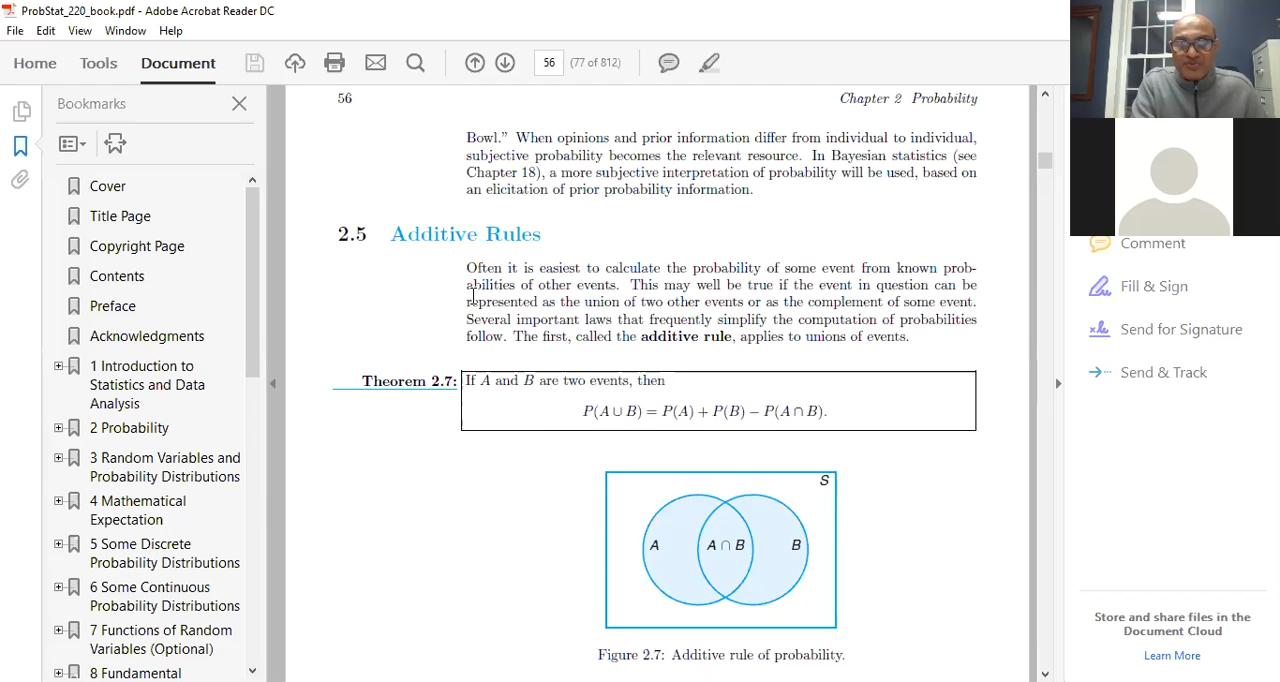 ProbStat_220_book.pdf - Adobe Acrobat Reader DC
File Edit View Window Help
Home Tools Document 56 (77 of 812)
Bookmarks
Cover
Title Page
Copyright Page
Contents
Preface
Acknowledgments
1 Introduction to
Statistics and Data
Analysis
2 Probability
3 Random Variables and
Probability Distributions
4 Mathematical
Expectation
5 Some Discrete
Probability Distributions
6 Some Continuous
Probability Distributions
7 Functions of Random
Variables (Optional)
8 Fundamental
56 Chapter 2 Probability
Bowl.” When opinions and prior information differ from individual to individual,
subjective probability becomes the relevant resource. In Bayesian statistics (see
Chapter 18), a more subjective interpretation of probability will be used, based on
an elicitation of prior probability information.
2.5 Additive Rules
Often it is easiest to calculate the probability of some event from known prob-
abilities of other events. This may well be true if the event in question can be
represented as the union of two other events or as the complement of some event.
Several important laws that frequently simplify the computation of probabilities
follow. The first, called the additive rule, applies to unions of events.
Theorem 2.7: If A and B are two events, then
P(A ∪ B) = P(A) + P(B) − P(A ∩ B).
S
A A ∩ B B
Figure 2.7: Additive rule of probability.
Comment
Fill & Sign
Send for Signature
Send & Track
Store and share files in the
Document Cloud
Learn More